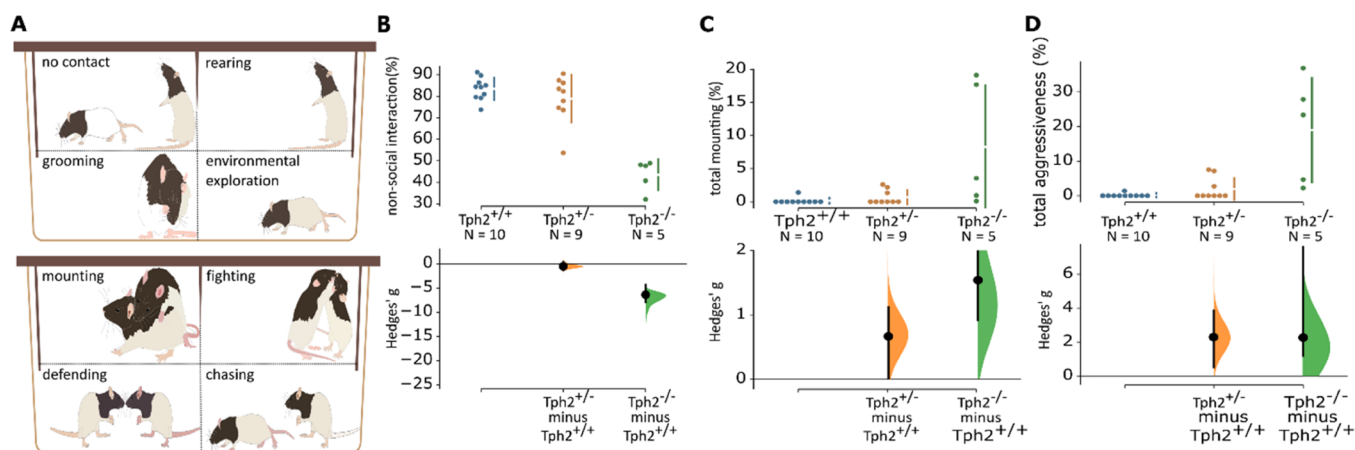 A
no contact
rearing
grooming
environmental
exploration
mounting
fighting
defending
chasing
B
non-social interaction(%)
90
80
70
60
50
40
30
Tph2+/+
N = 10
Tph2+/-
N = 9
Tph2-/-
N = 5
Hedges' g
0
−5
−10
−15
−20
−25
Tph2+/-
minus
Tph2+/+
Tph2-/-
minus
Tph2+/+
C
total mounting (%)
20
15
10
5
0
Tph2+/+
N = 10
Tph2+/-
N = 9
Tph2-/-
N = 5
Hedges' g
2
1
0
Tph2+/-
minus
Tph2+/+
Tph2-/-
minus
Tph2+/+
D
total aggressiveness (%)
30
20
10
0
Tph2+/+
N = 10
Tph2+/-
N = 9
Tph2-/-
N = 5
Hedges' g
6
4
2
0
Tph2+/-
minus
Tph2+/+
Tph2-/-
minus
Tph2+/+